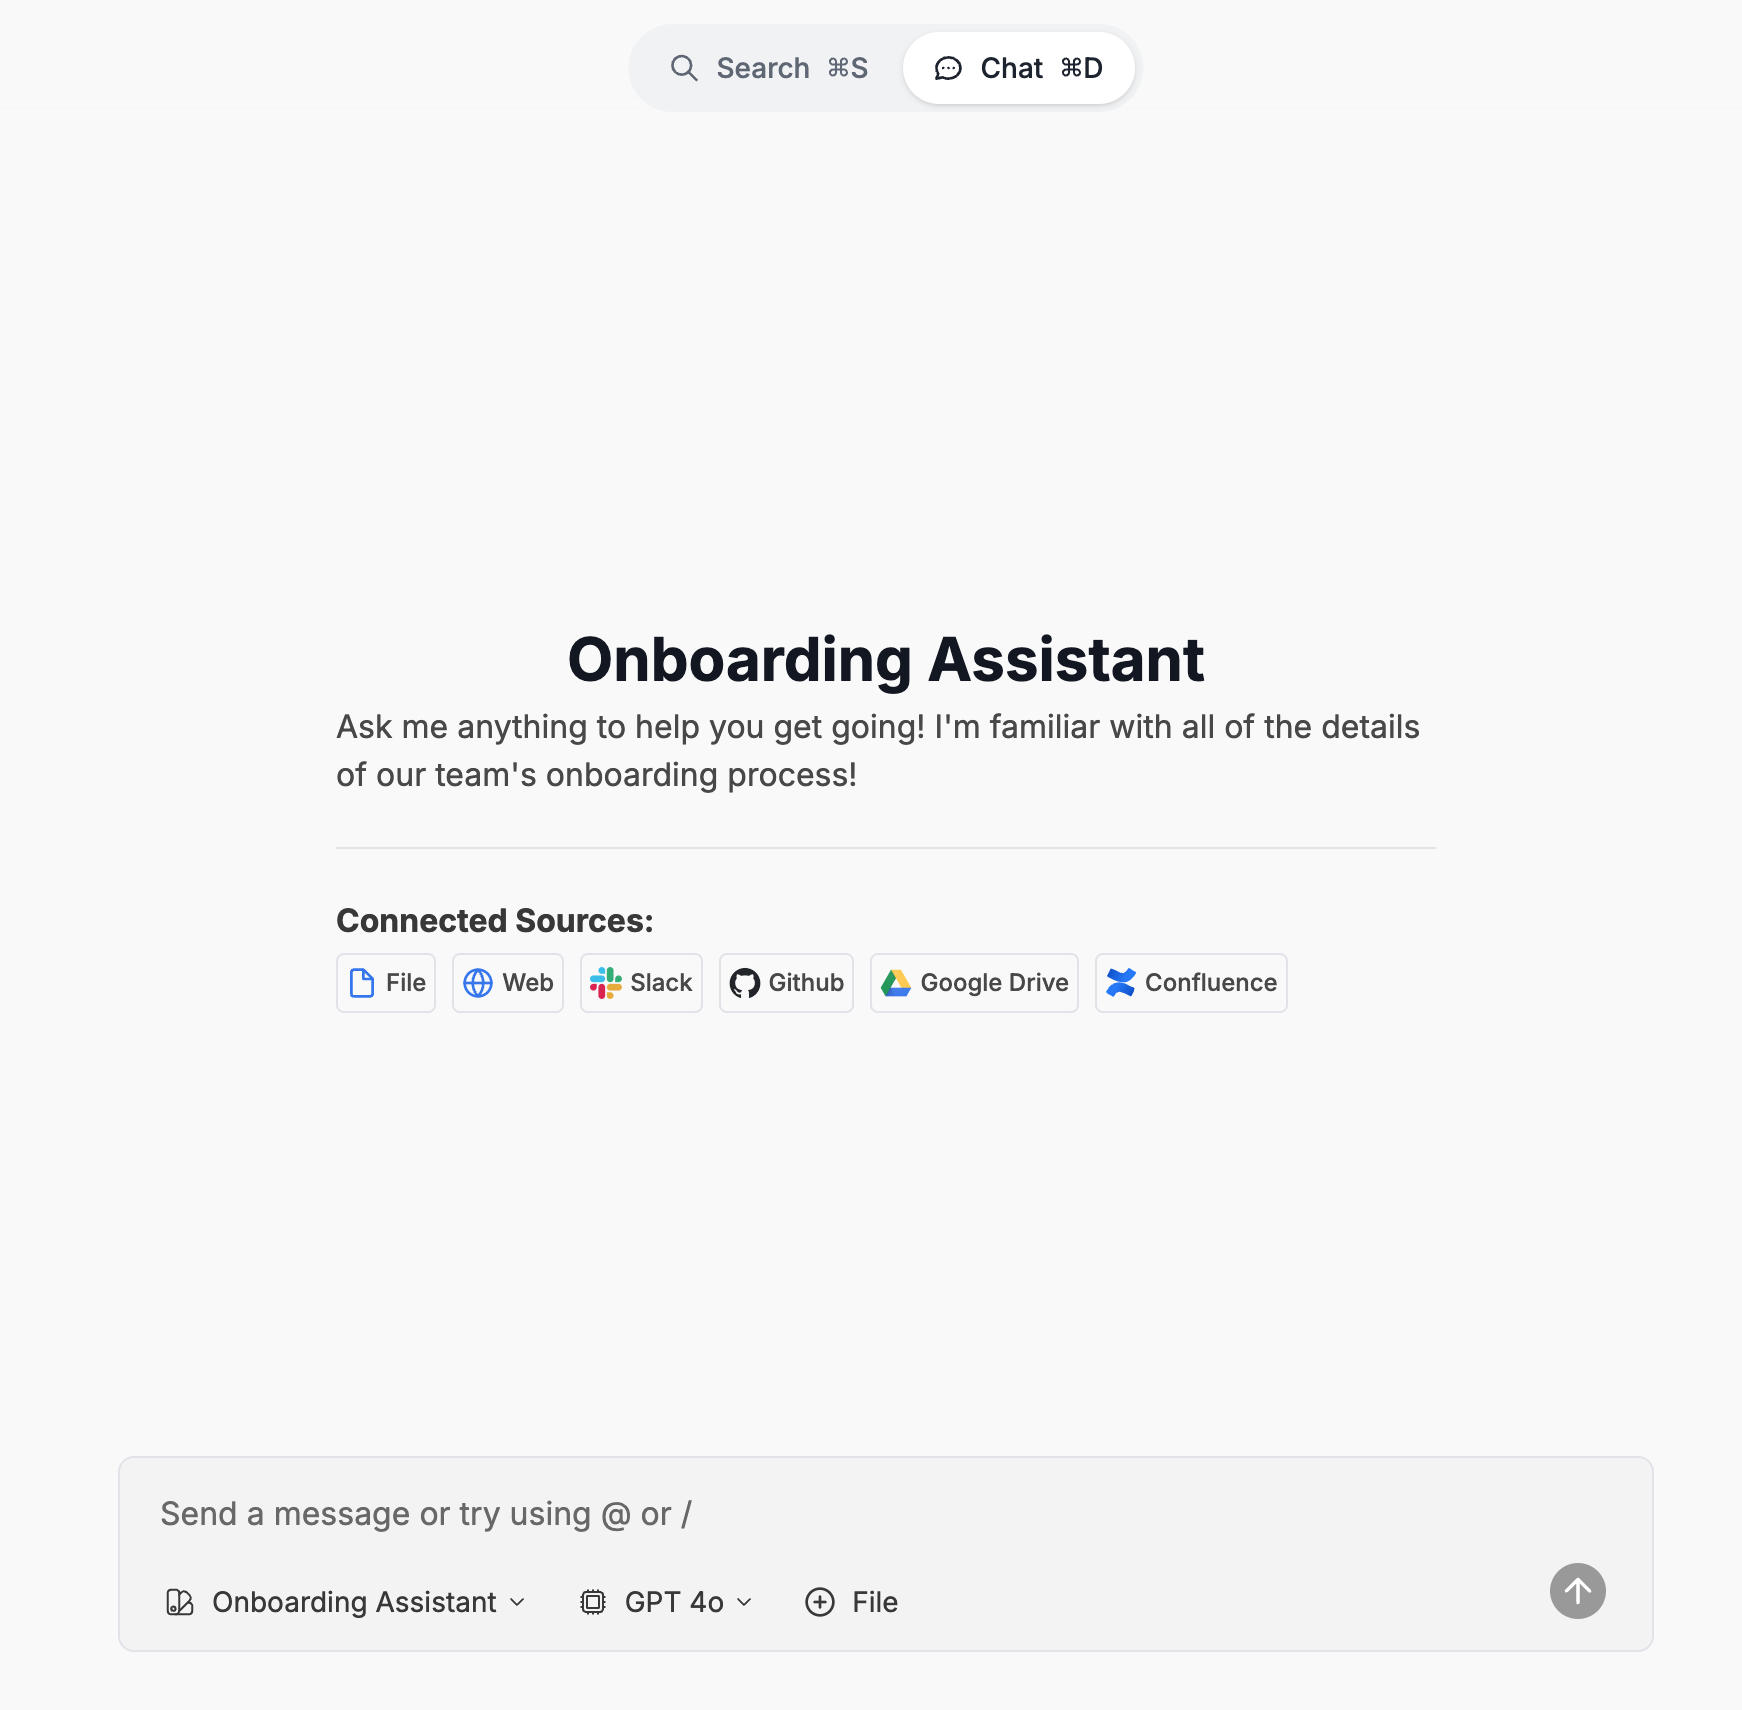 Search ⌘S Chat ⌘D
Onboarding Assistant
Ask me anything to help you get going! I'm familiar with all of the details
of our team's onboarding process!
Connected Sources:
File Web Slack Github Google Drive Confluence
Send a message or try using @ or /
Onboarding Assistant GPT 4o File